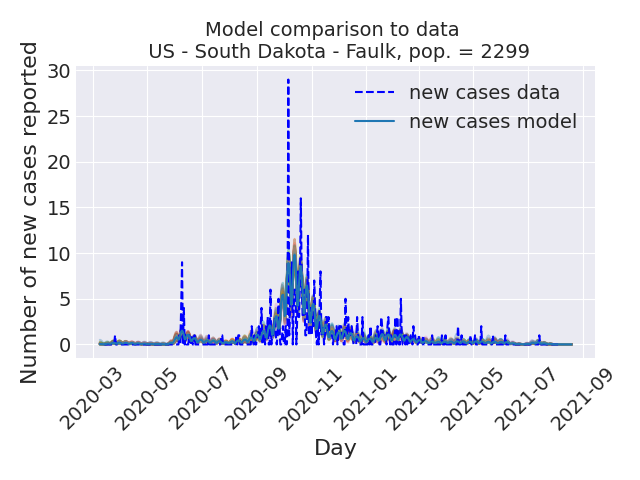 Model comparison to data
US - South Dakota - Faulk, pop. = 2299
Number of new cases reported
30
25
20
15
10
5
0
new cases data
new cases model
2020-03
2020-05
2020-07
2020-09
2020-11
2021-01
2021-03
2021-05
2021-07
2021-09
Day